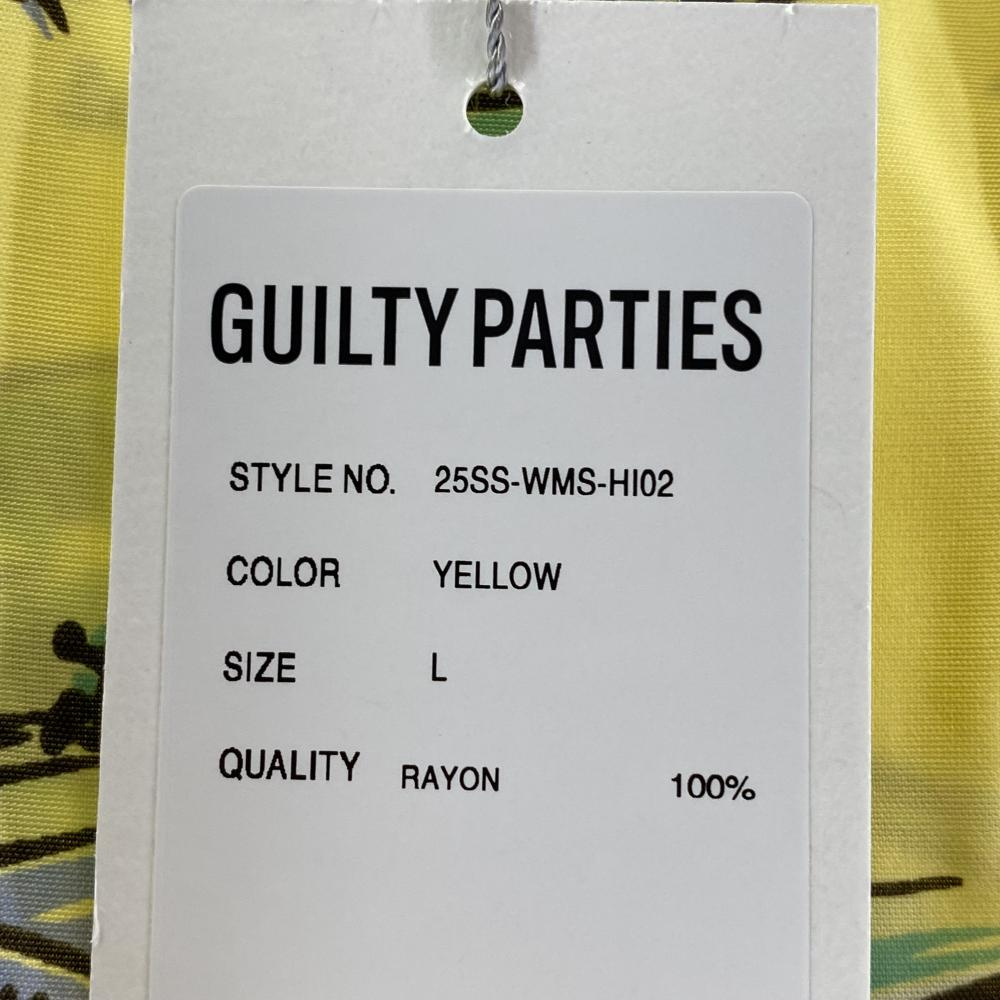 GUILTY PARTIES
STYLE NO. 25SS-WMS-HI02
COLOR YELLOW
SIZE L
QUALITY RAYON 100%